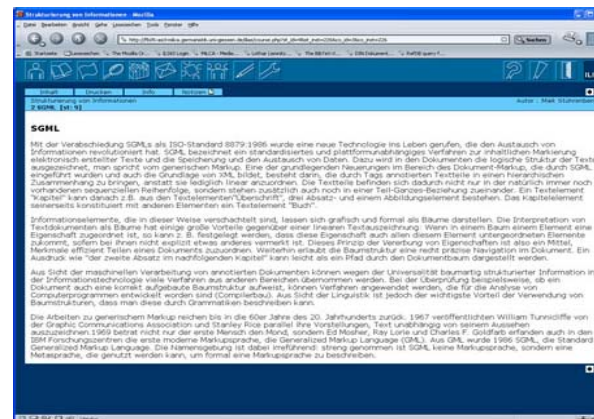 Strukturierung von Informationen - Mozilla
Datei Bearbeiten Ansicht Gehe Lesezeichen Tools Fenster Hilfe
Suchen
Startseite Lesezeichen
Inhalt Drucken Info Notizen
Strukturierung von Informationen
2 SGML [st: 9]
Autor : Maik Stührenberg
SGML
Mit der Verabschiedung SGMLs als ISO-Standard 8879:1986 wurde eine neue Technologie ins Leben gerufen, die den Austausch von
Informationen revolutioniert hat. SGML bezeichnet ein standardisiertes und plattformunabhängiges Verfahren zur inhaltlichen Markierung
elektronisch erstellter Texte und die Speicherung und den Austausch von Daten. Dazu wird in den Dokumenten die logische Struktur der Texte
ausgezeichnet, man spricht vom generischen Markup. Eine der grundlegenden Neuerungen im Bereich des Dokument-Markup, die durch SGML
eingeführt wurden und auch die Grundlage von XML bildet, besteht darin, die durch Tags annotierten Textteile in einen hierarchischen
Zusammenhang zu bringen, anstatt sie lediglich linear anzuordnen. Die Textteile befinden sich dadurch nicht nur in der natürlich immer noch
vorhandenen sequenziellen Reihenfolge, sondern stehen zusätzlich auch noch in einer Teil-Ganzes-Beziehung zueinander. Ein Textelement
"Kapitel" kann danach z.B. aus den Textelementen "Überschrift", drei Absatz- und einem Abbildungselement bestehen. Das Kapitelelement
seinerseits konstituiert mit anderen Elementen ein Textelement "Buch".
Informationselemente, die in dieser Weise verschachtelt sind, lassen sich grafisch und formal als Bäume darstellen. Die Interpretation von
Textdokumenten als Bäume hat einige große Vorteile gegenüber einer linearen Textauszeichnung. Wenn in einem Baum einem Element eine
Eigenschaft zugeordnet ist, so kann z. B. festgelegt werden, dass diese Eigenschaft auch allen diesem Element untergeordneten Elementen
zukommt, sofern bei ihnen nicht explizit etwas anderes vermerkt ist. Dieses Prinzip der Vererbung von Eigenschaften ist also ein Mittel,
Merkmale effizient Teilen eines Dokuments zuzuordnen. Weiterhin erlaubt die Baumstruktur eine recht präzise Navigation im Dokument. Ein
Ausdruck wie "der zweite Absatz im nachfolgenden Kapitel" kann leicht als ein Pfad durch den Dokumentbaum dargestellt werden.
Aus Sicht der maschinellen Verarbeitung von annotierten Dokumenten können wegen der Universalität baumartig strukturierter Information in
der Informationstechnologie viele Verfahren aus anderen Bereichen übernommen werden. Bei der Überprüfung beispielsweise, ob ein
Dokument auch eine korrekt aufgebaute Baumstruktur aufweist, können Verfahren angewendet werden, die für die Analyse von
Computerprogrammen entwickelt worden sind (Compilerbau). Aus Sicht der Linguistik ist jedoch der wichtigste Vorteil der Verwendung von
Baumstrukturen, dass man diese durch Grammatiken beschreiben kann.
Die Arbeiten zu generischem Markup reichen bis in die 60er Jahre des 20. Jahrhunderts zurück. 1967 veröffentlichten William Tunnicliffe von
der Graphic Communications Association und Stanley Rice parallel ihre Vorstellungen, Text unabhängig von seinem Aussehen
auszuzeichnen. 1969 betrat nicht nur der erste Mensch den Mond, sondern Ed Mosher, Ray Lorie und Charles F. Goldfarb erfanden auch in den
IBM Forschungszentren die erste moderne Markupsprache, die Generalized Markup Language (GML). Aus GML wurde 1986 SGML, die Standard
Generalized Markup Language. Die Namensgebung ist dabei irreführend: streng genommen ist SGML keine Markupsprache, sondern eine
Metasprache, die genutzt werden kann, um formal eine Markupsprache zu beschreiben.